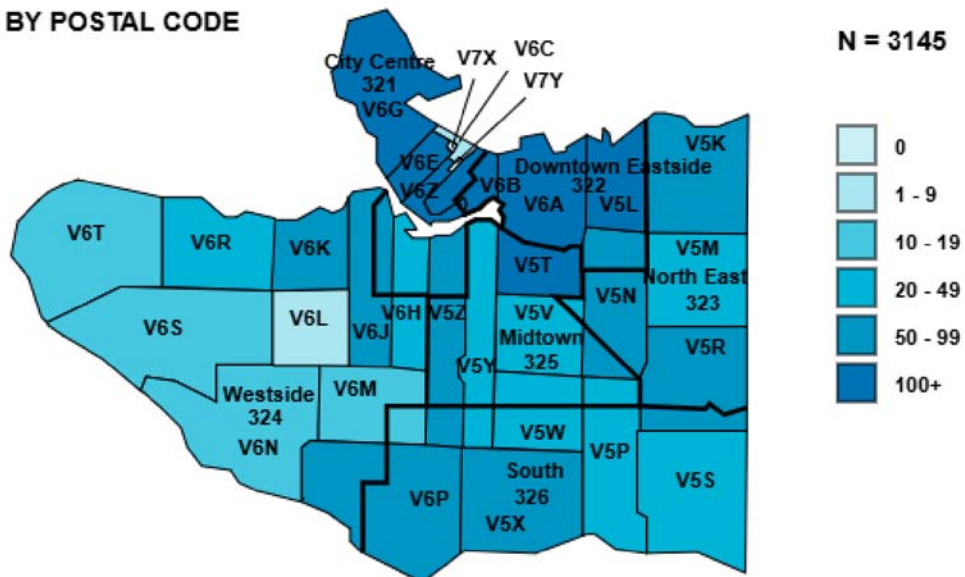 BY POSTAL CODE
N = 3145
V7X
V6C
V7Y
City Centre
321
V6G
V6E
V6Z
V6B
Downtown Eastside
322
V6A
V5L
V5K
V6T
V6R
V6K
V5T
V5M
North East
323
V6S
V6L
V6J
V6H
V5Z
V5Y
V5V
Midtown
325
V5N
V5R
Westside
324
V6M
V6N
V5W
V5P
V5S
V6P
South
326
V5X
0
1 - 9
10 - 19
20 - 49
50 - 99
100+